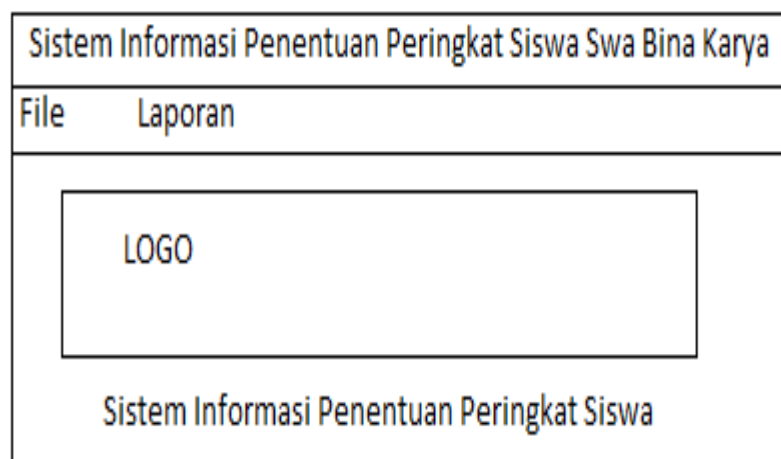 Sistem Informasi Penentuan Peringkat Siswa Swa Bina Karya
File Laporan
LOGO
Sistem Informasi Penentuan Peringkat Siswa